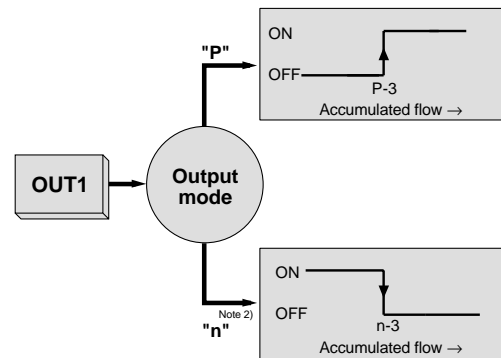 "P"
ON
OFF
P-3
Accumulated flow →
OUT1
Output
mode
Note 2)
"n"
ON
OFF
n-3
Accumulated flow →